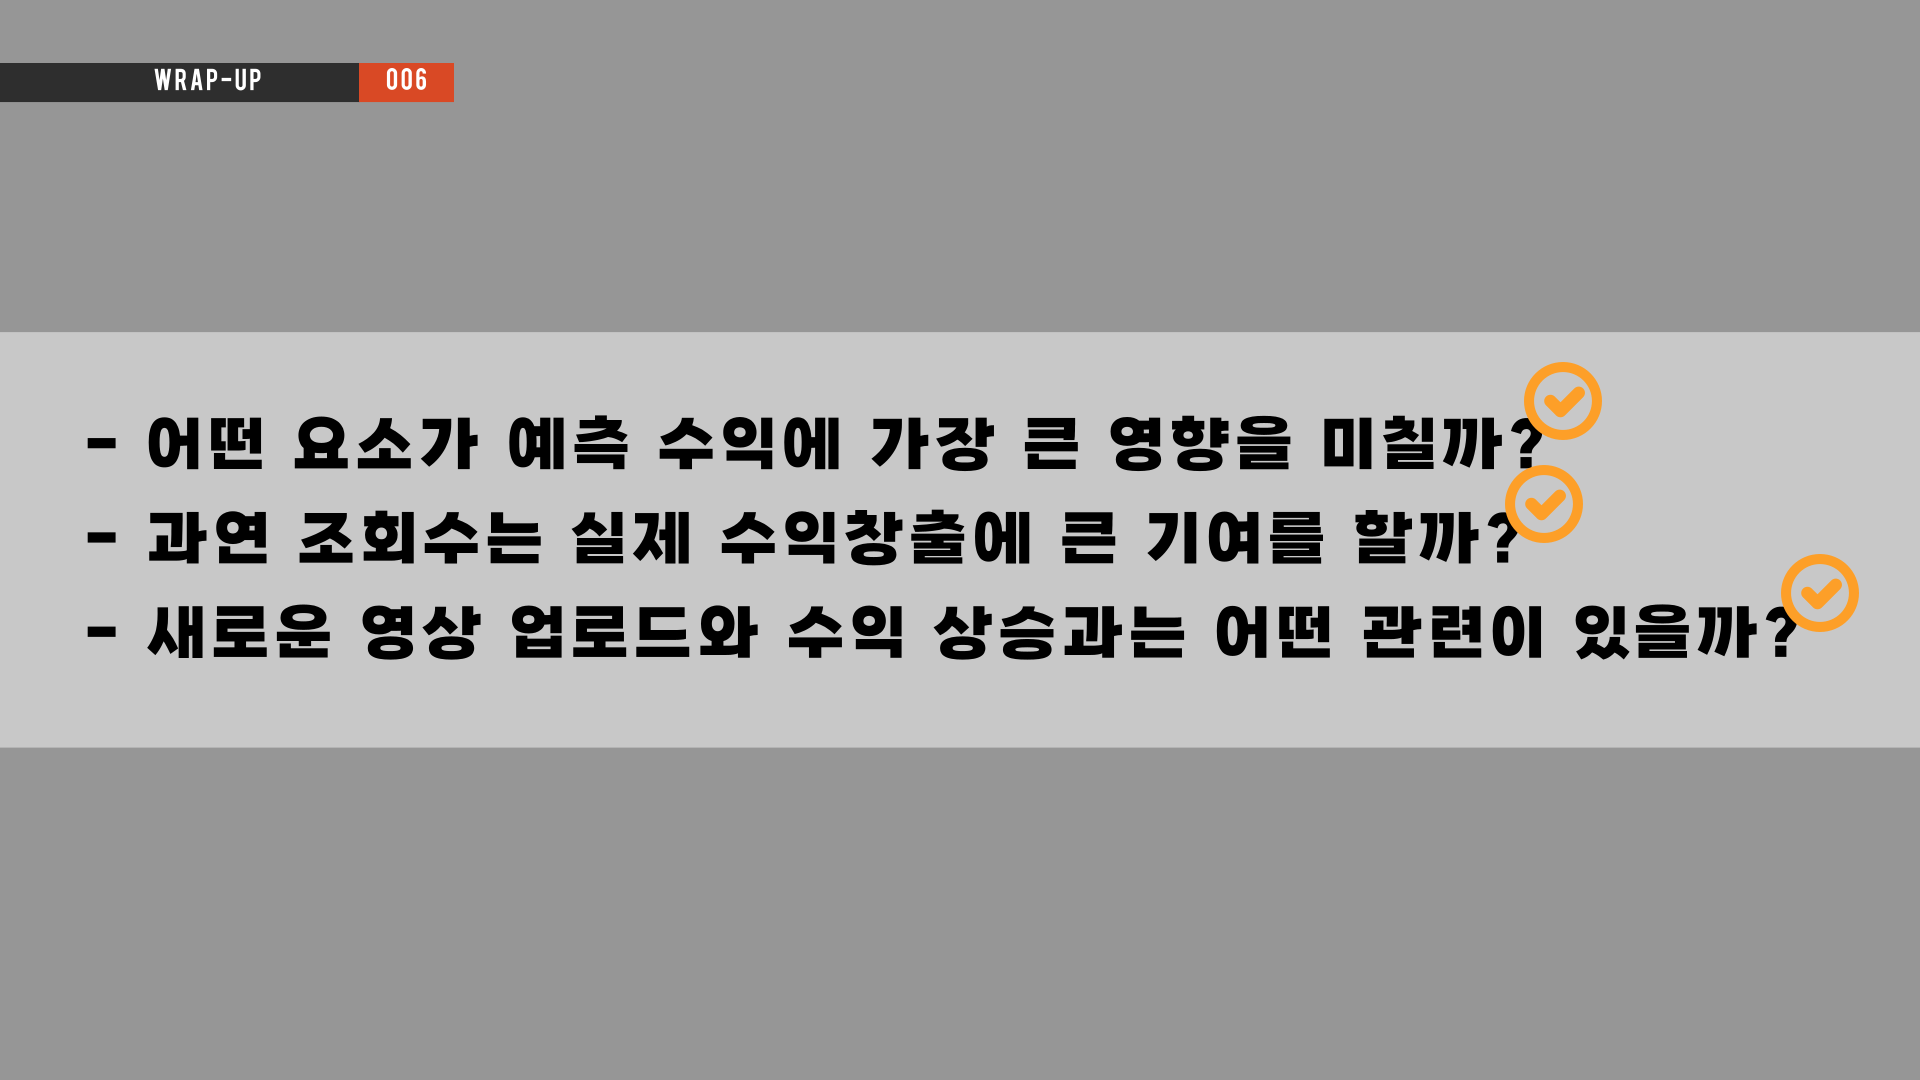 WRAP-UP 006
- 어떤 요소가 예측 수익에 가장 큰 영향을 미칠까?
- 과연 조회수는 실제 수익창출에 큰 기여를 할까?
- 새로운 영상 업로드와 수익 상승과는 어떤 관련이 있을까?